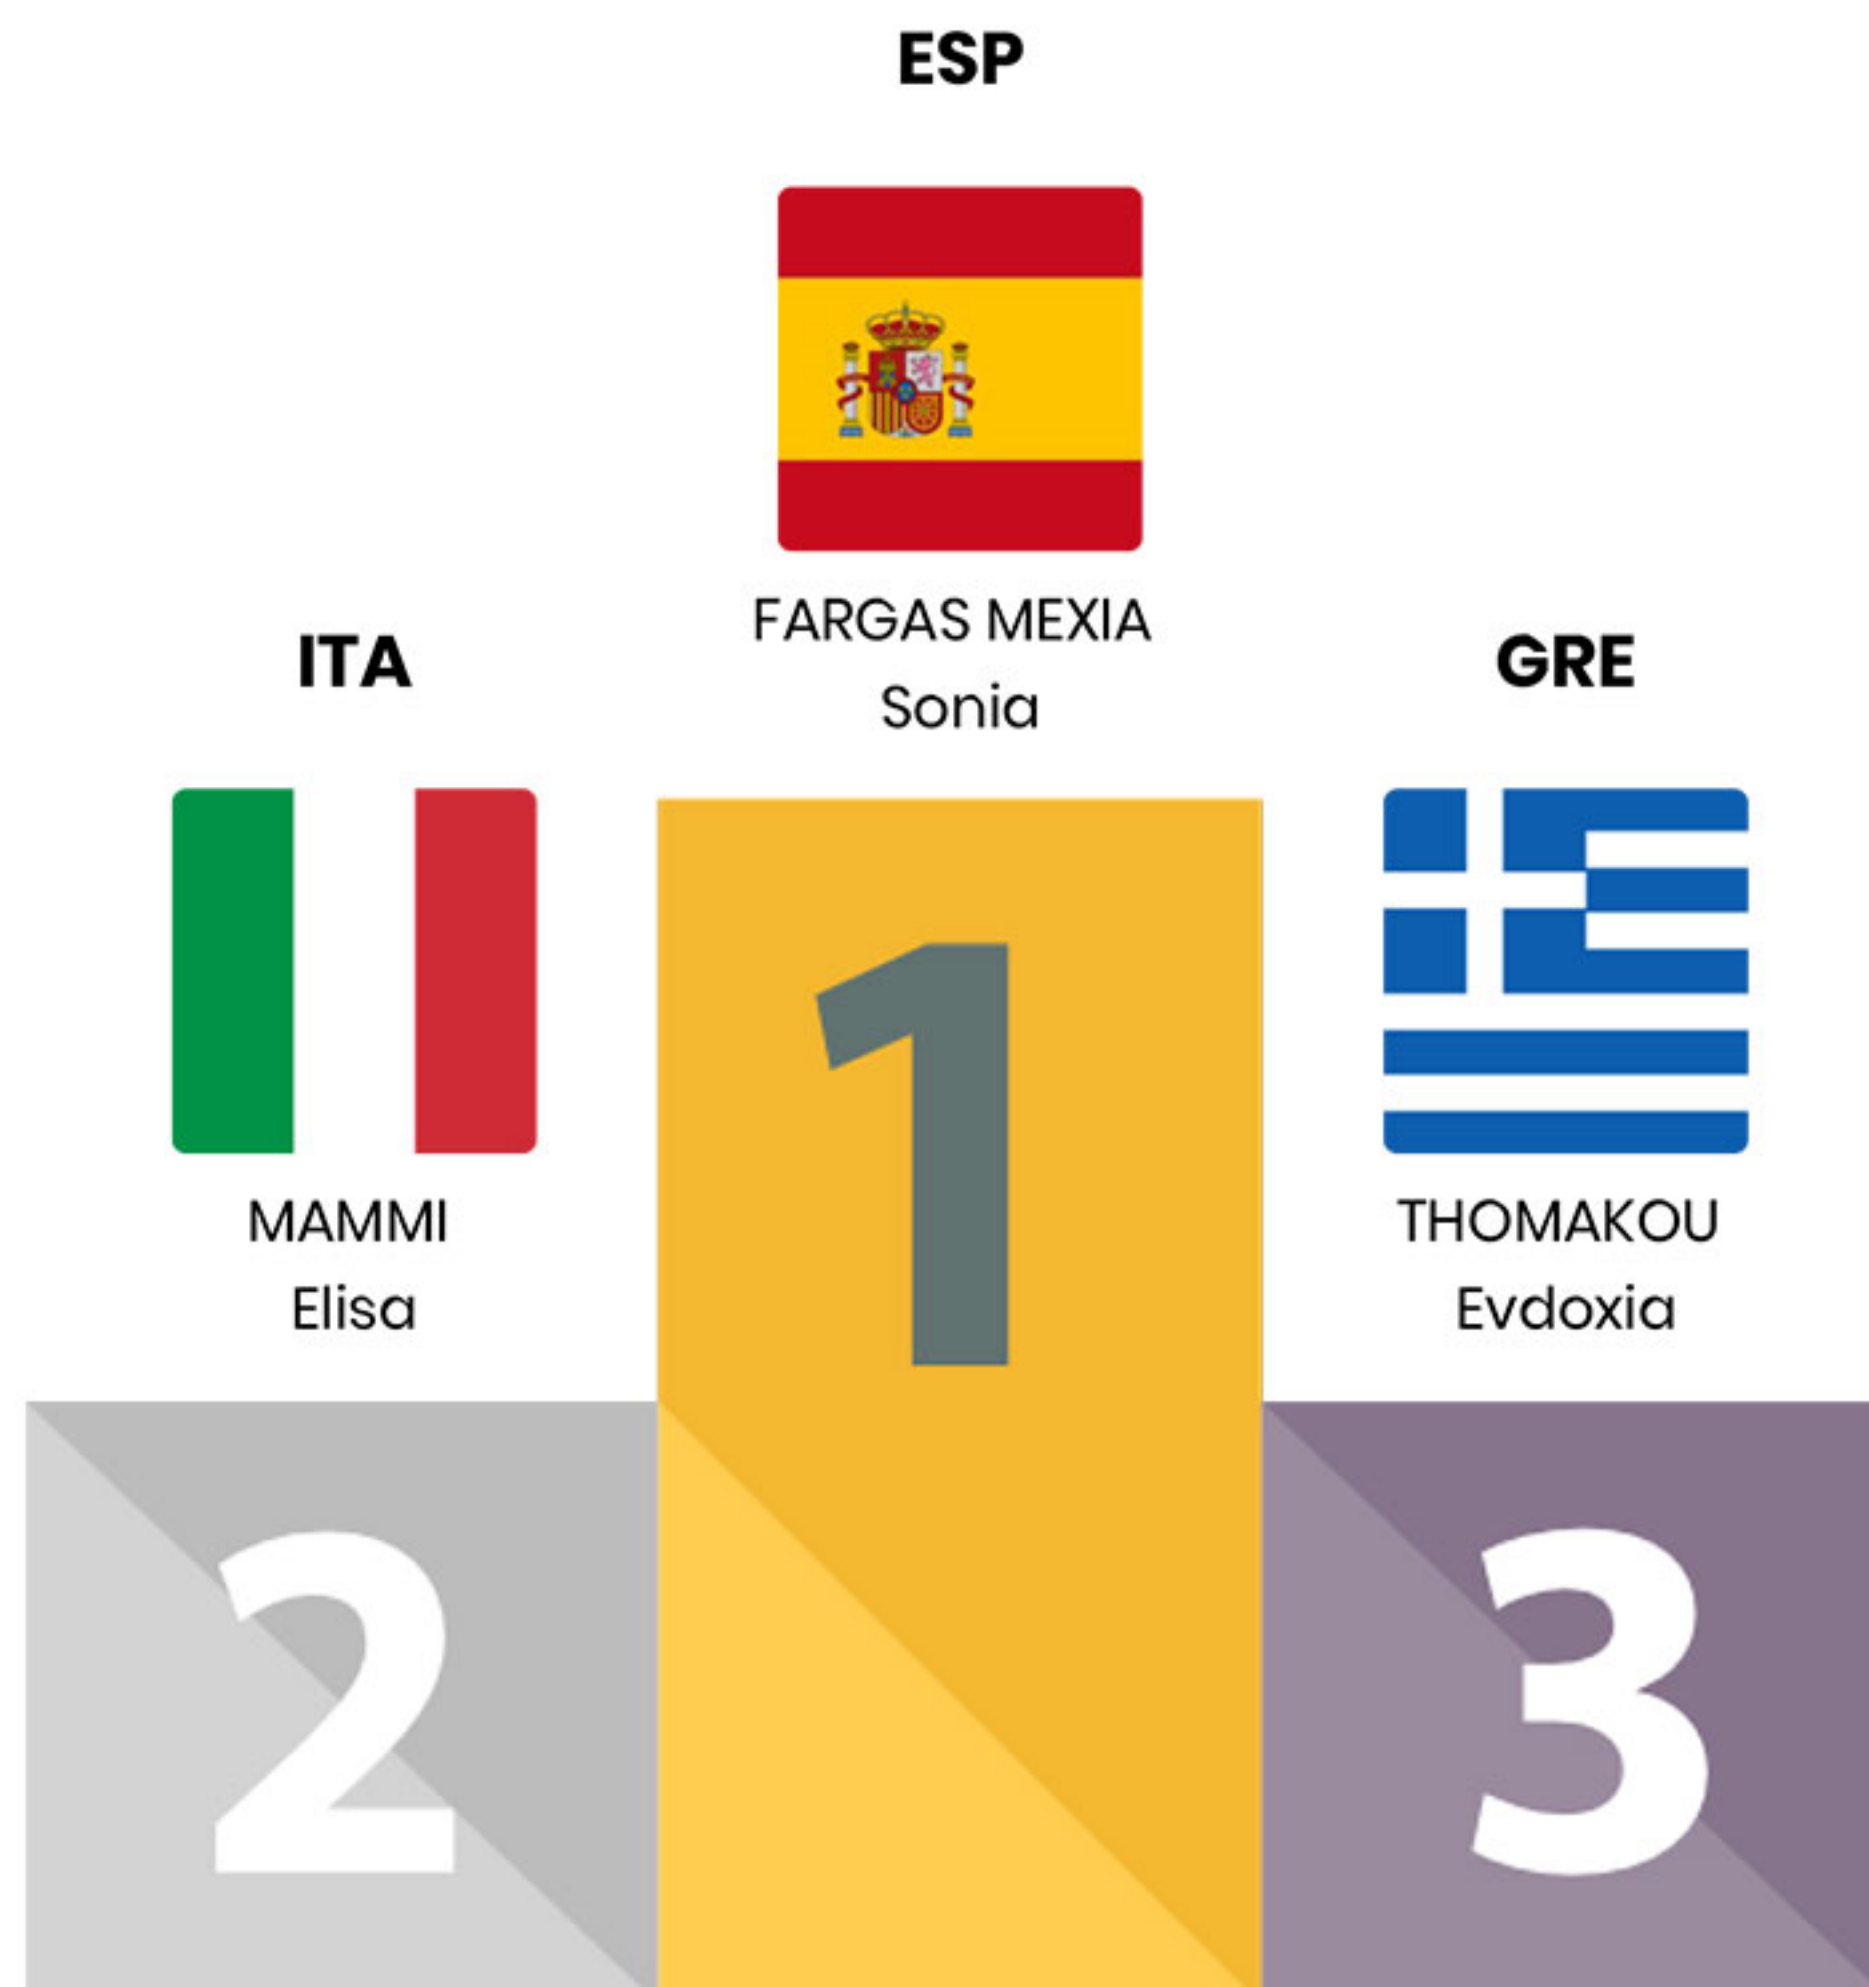 ESP
FARGAS MEXIA
Sonia
ITA
MAMMI
Elisa
GRE
THOMAKOU
Evdoxia
1
2
3